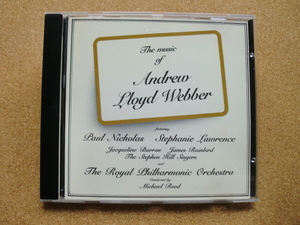 The music
of
Andrew
Lloyd Webber
featuring
Paul Nicholas Stephanie Lawrence
Jacqueline Barron James Rainbird
The Stephen Hill Singers
and
The Royal Philharmonic Orchestra
Conducted by
Michael Reed